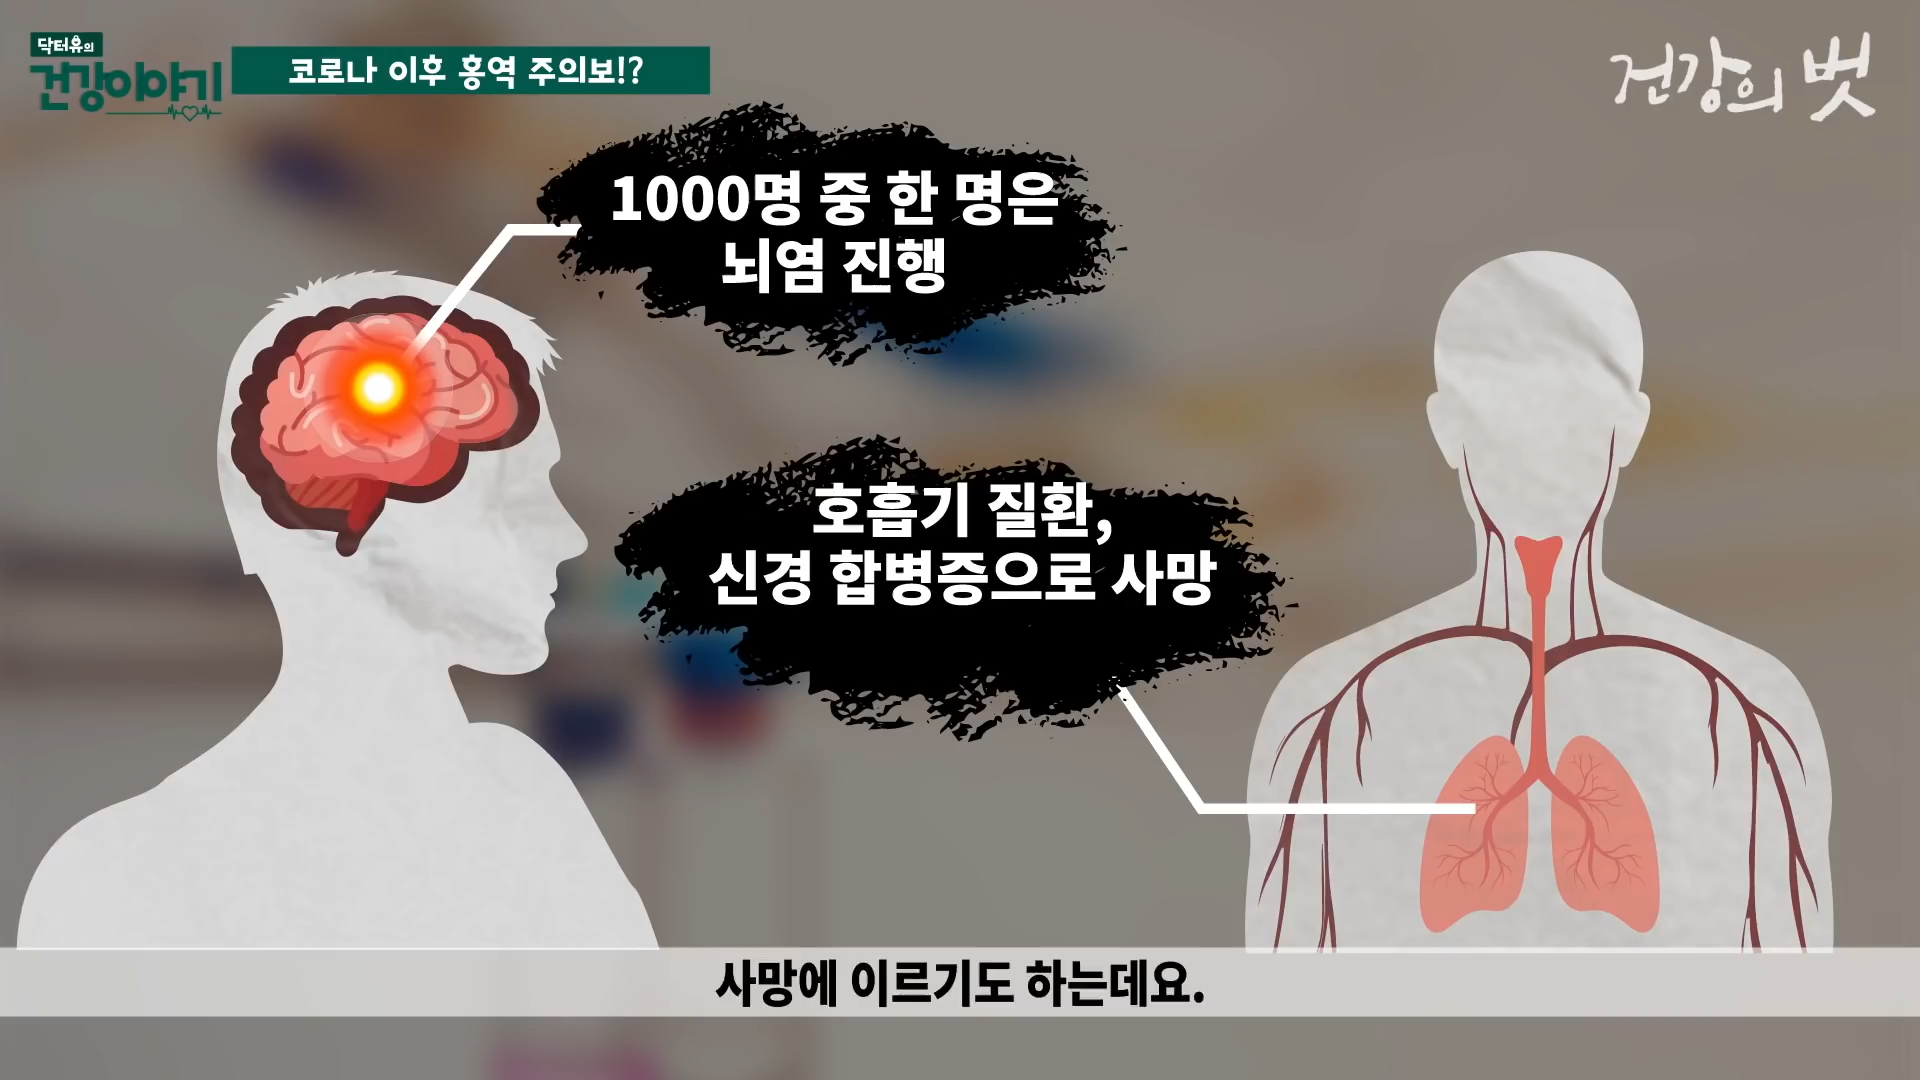 닥터유의
건강이야기
코로나 이후 홍역 주의보!?
건강의 벗
1000명 중 한 명은
뇌염 진행
호흡기 질환,
신경 합병증으로 사망
사망에 이르기도 하는데요.